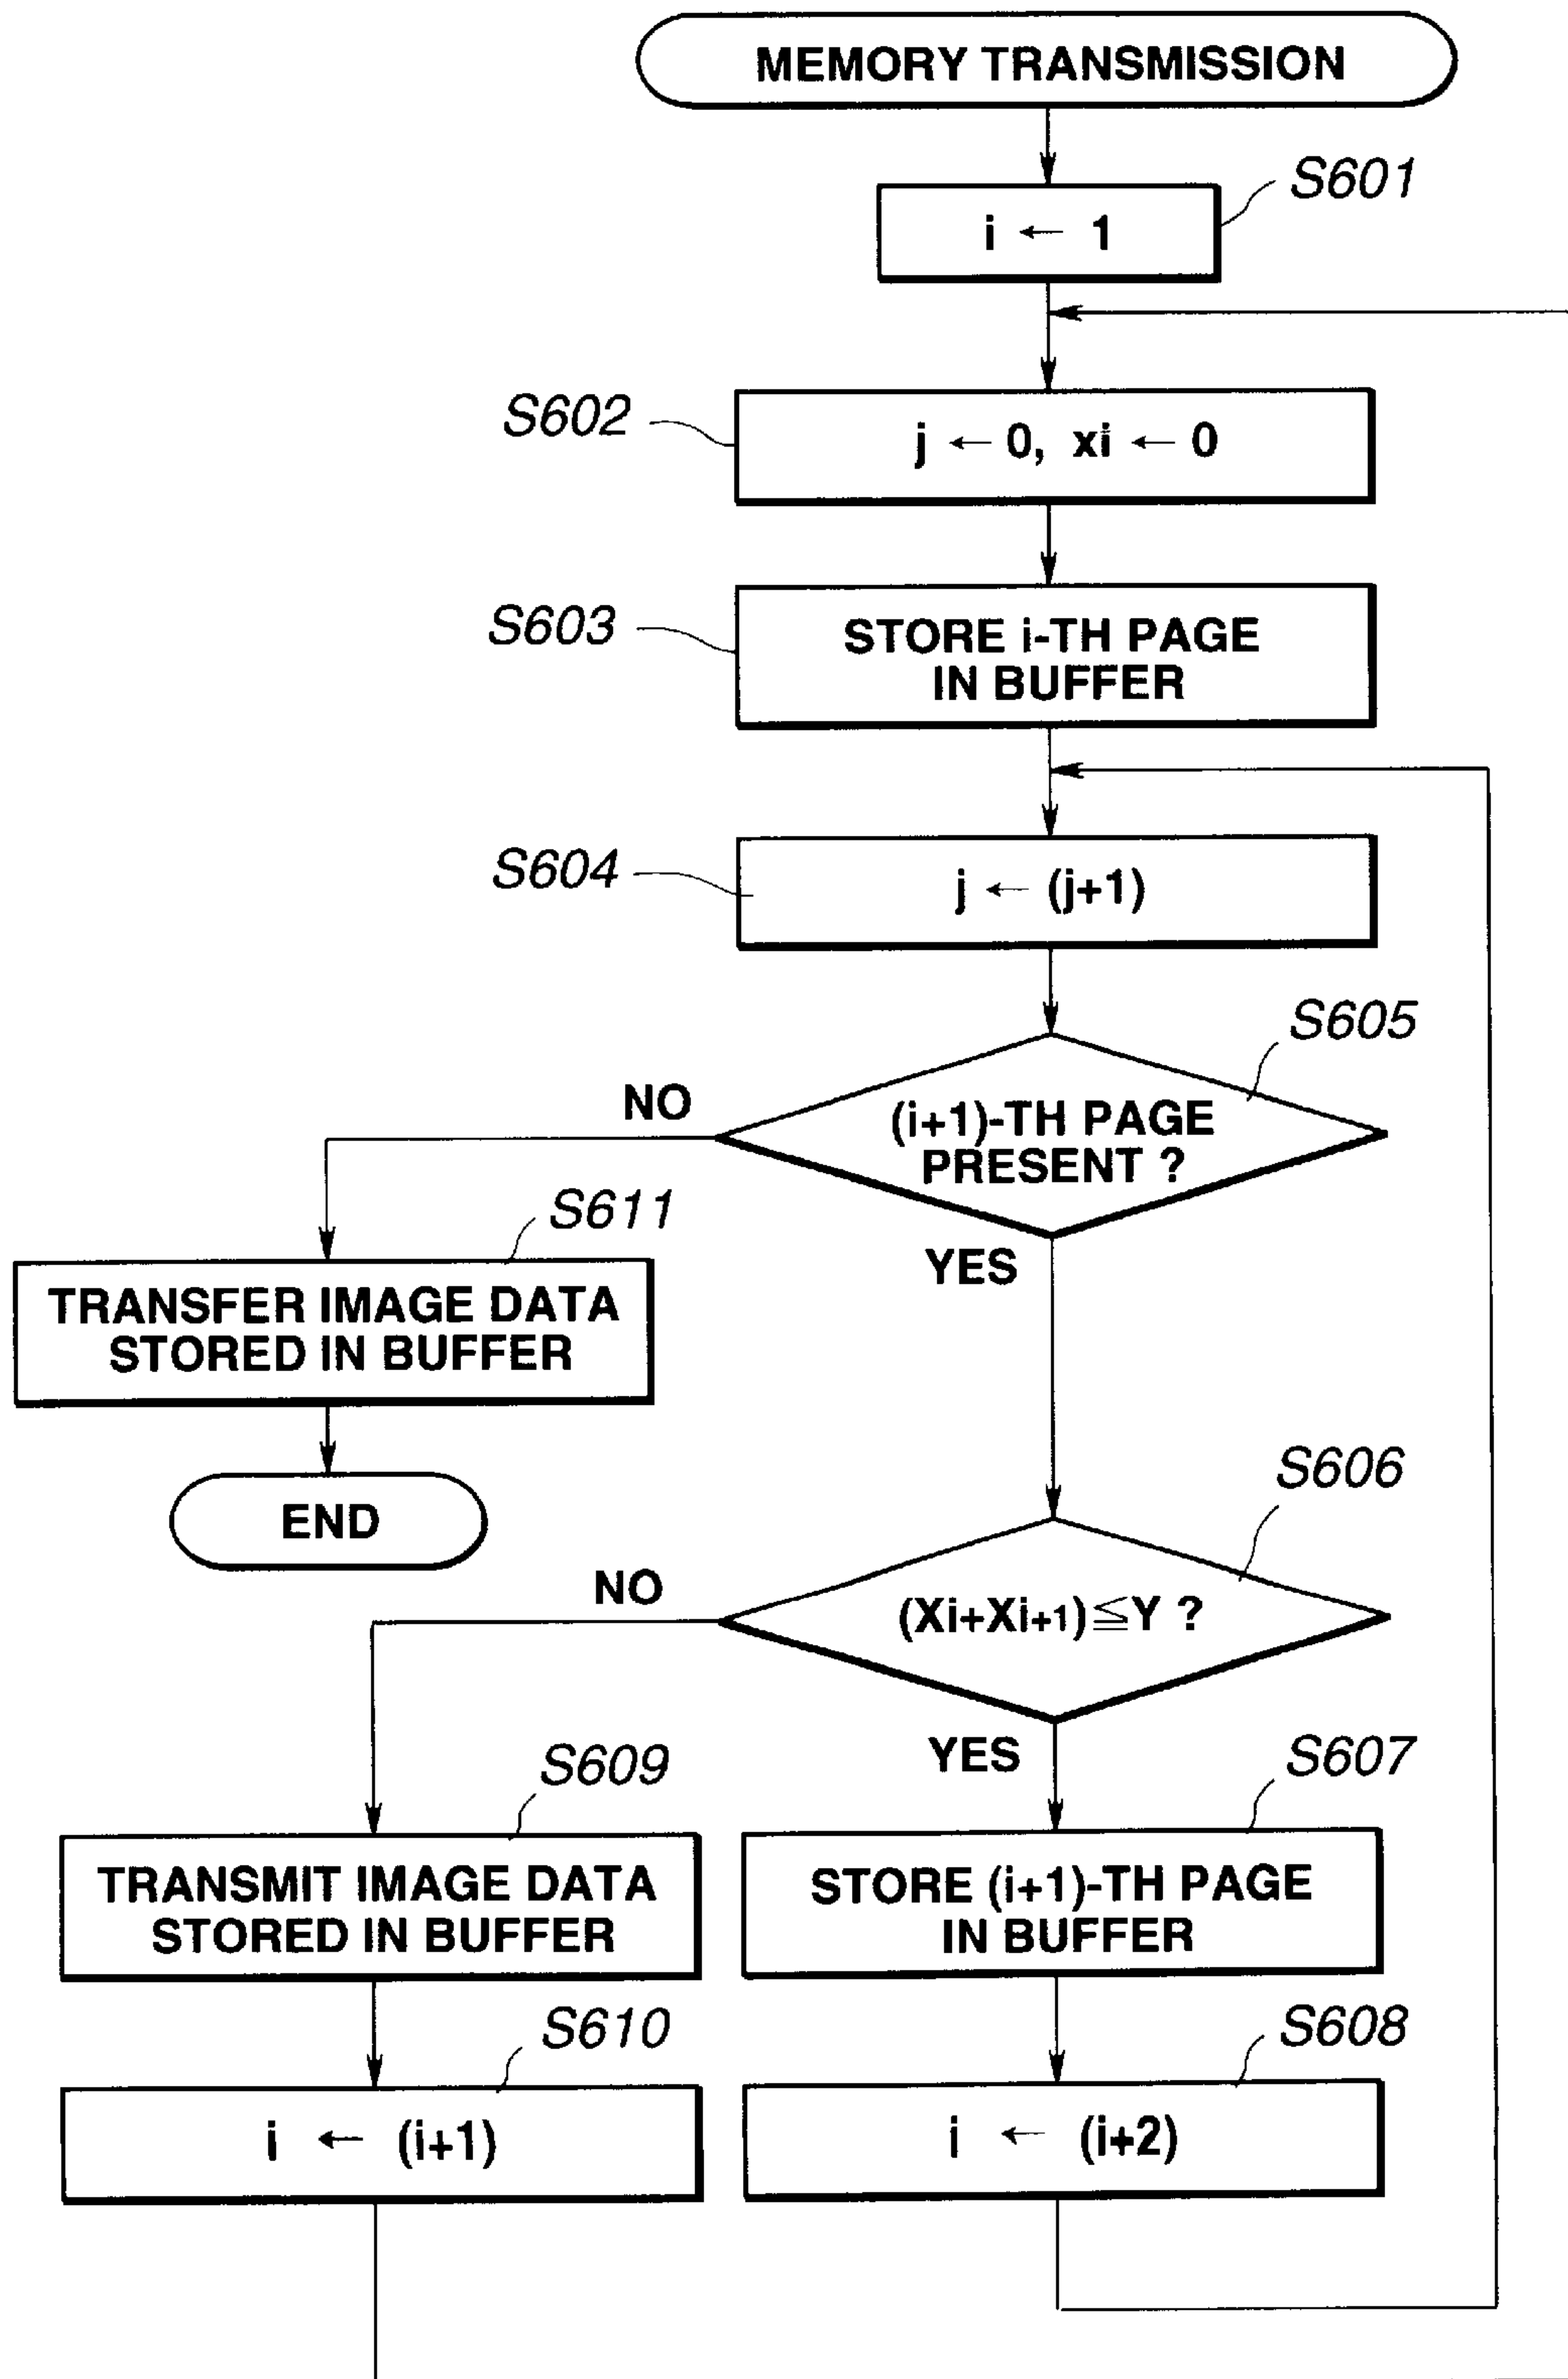 MEMORY TRANSMISSION
S601
i ← 1
S602
j ← 0, xi ← 0
S603
STORE i-TH PAGE
IN BUFFER
S604
j ← (j+1)
S605
NO
(i+1)-TH PAGE
PRESENT ?
S611
YES
TRANSFER IMAGE DATA
STORED IN BUFFER
S606
END
NO
(Xi+Xi+1)≦Y ?
S609
YES
S607
TRANSMIT IMAGE DATA
STORED IN BUFFER
STORE (i+1)-TH PAGE
IN BUFFER
S610
S608
i ← (i+1)
i ← (i+2)